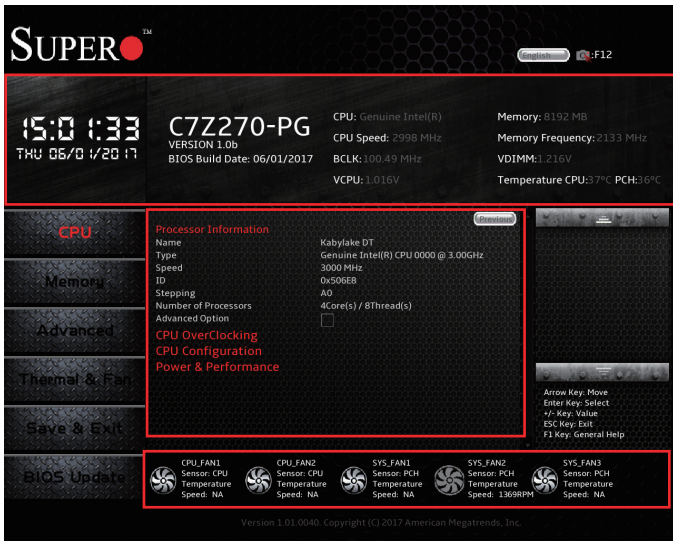 SUPER TM
English :F12
15:01:33
THU 06/01/2017
C7Z270-PG
VERSION 1.0b
BIOS Build Date: 06/01/2017
CPU: Genuine Intel(R)
CPU Speed: 2998 MHz
BCLK:100.49 MHz
VCPU:1.016V
Memory: 8192 MB
Memory Frequency:2133 MHz
VDIMM:1.216V
Temperature CPU:37°C PCH:36°C
CPU
Memory
Advanced
Thermal & Fan
Save & Exit
BIOS Update
Previous
Processor Information
Name Kabylake DT
Type Genuine Intel(R) CPU 0000 @ 3.00GHz
Speed 3000 MHz
ID 0x506E8
Stepping A0
Number of Processors 4Core(s) / 8Thread(s)
Advanced Option
CPU OverClocking
CPU Configuration
Power & Performance
Arrow Key: Move
Enter Key: Select
+/- Key: Value
ESC Key: Exit
F1 Key: General Help
CPU_FAN1
Sensor: CPU
Temperature
Speed: NA
CPU_FAN2
Sensor: CPU
Temperature
Speed: NA
SYS_FAN1
Sensor: PCH
Temperature
Speed: NA
SYS_FAN2
Sensor: PCH
Temperature
Speed: 1369RPM
SYS_FAN3
Sensor: PCH
Temperature
Speed: NA
Version 1.01.0040. Copyright (C) 2017 American Megatrends, Inc.